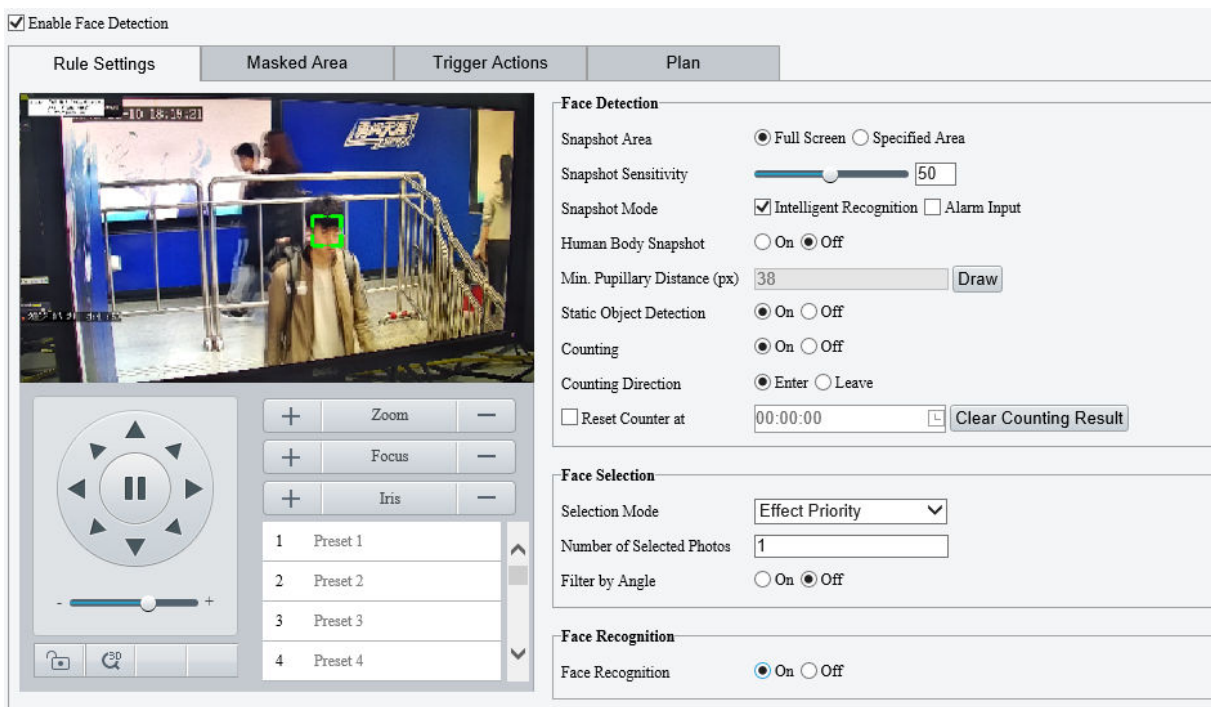 Enable Face Detection
Rule Settings
Masked Area
Trigger Actions
Plan
18:19:21
Zoom
Focus
Iris
1 Preset 1
2 Preset 2
3 Preset 3
4 Preset 4
- +
3D
Face Detection
Snapshot Area Full Screen Specified Area
Snapshot Sensitivity 50
Snapshot Mode Intelligent Recognition Alarm Input
Human Body Snapshot On Off
Min. Pupillary Distance (px) 38 Draw
Static Object Detection On Off
Counting On Off
Counting Direction Enter Leave
Reset Counter at 00:00:00 Clear Counting Result
Face Selection
Selection Mode Effect Priority
Number of Selected Photos 1
Filter by Angle On Off
Face Recognition
Face Recognition On Off